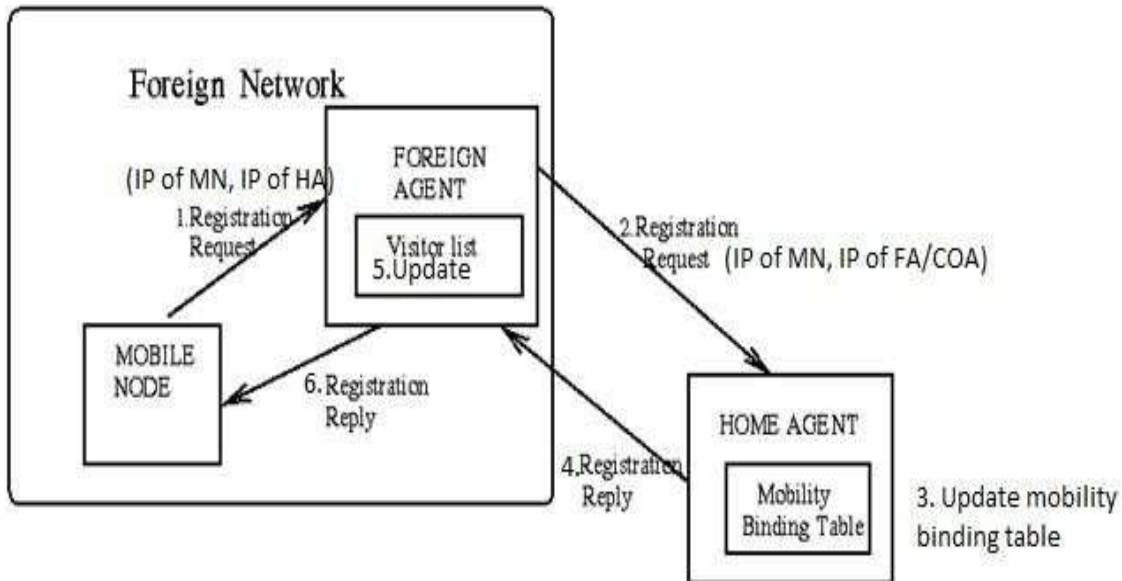 Foreign Network
FOREIGN
AGENT
(IP of MN, IP of HA)
1.Registration
Request
Visitor list
5.Update
2.Registration
Request (IP of MN, IP of FA/COA)
MOBILE
NODE
6.Registration
Reply
HOME AGENT
4.Registration
Reply
Mobility
Binding Table
3. Update mobility
binding table